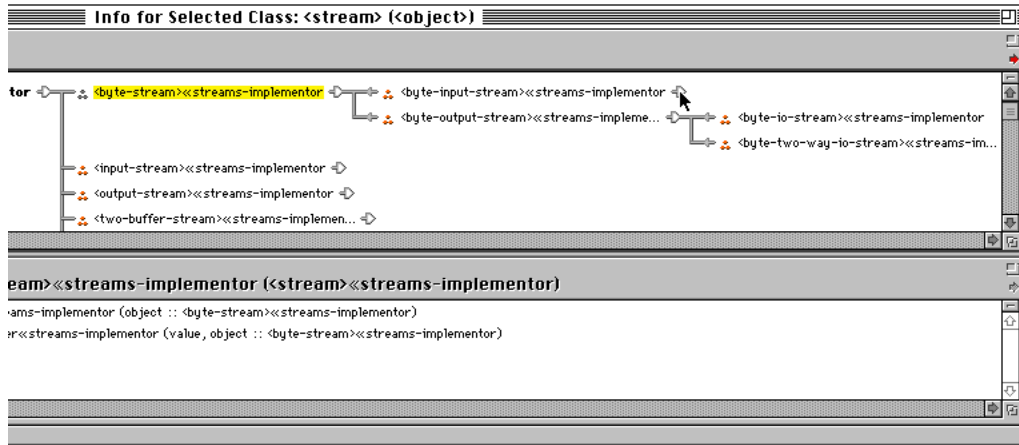 Info for Selected Class: <stream> (<object>)
tor <byte-stream>«streams-implementor <byte-input-stream>«streams-implementor
<byte-output-stream>«streams-impleme... <byte-io-stream>«streams-implementor
<byte-two-way-io-stream>«streams-im...
<input-stream>«streams-implementor
<output-stream>«streams-implementor
<two-buffer-stream>«streams-implemen...
eam>«streams-implementor (<stream>«streams-implementor)
ams-implementor (object :: <byte-stream>«streams-implementor)
er«streams-implementor (value, object :: <byte-stream>«streams-implementor)